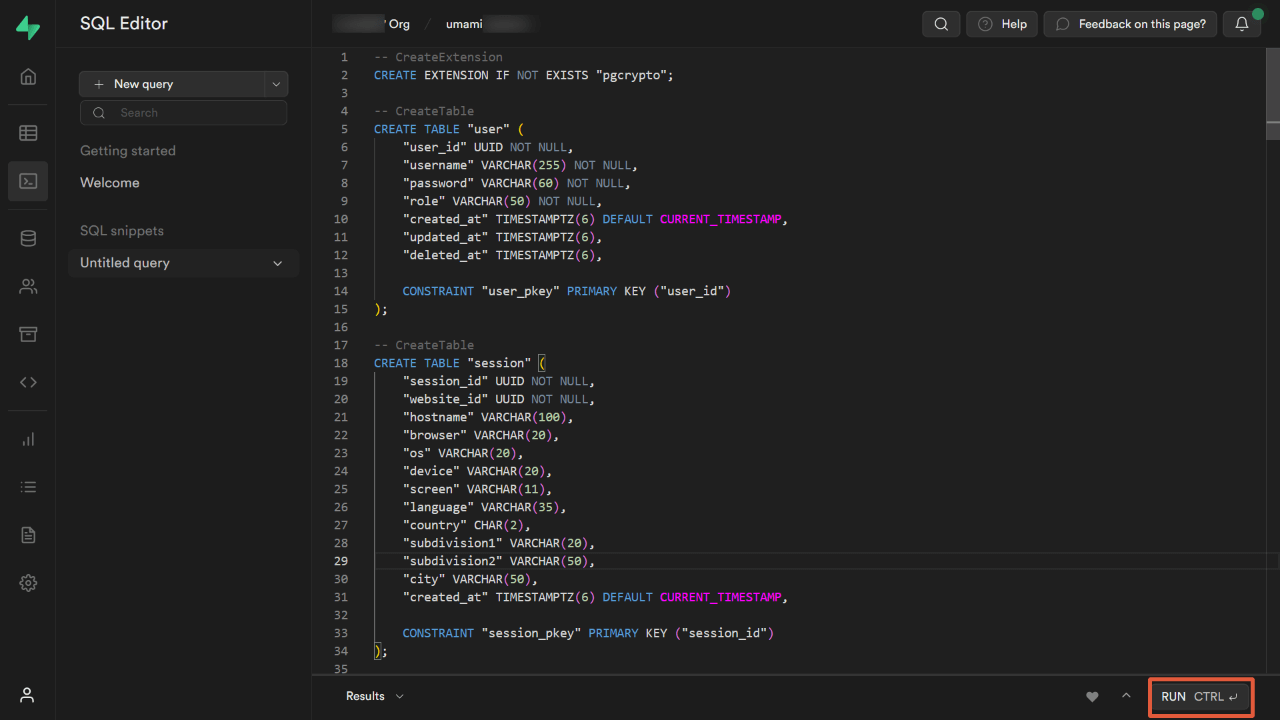 SQL Editor
Org / umami
Help
Feedback on this page?
New query
Search
Getting started
Welcome
SQL snippets
Untitled query
1 -- CreateExtension
2 CREATE EXTENSION IF NOT EXISTS "pgcrypto";
3
4 -- CreateTable
5 CREATE TABLE "user" (
6 "user_id" UUID NOT NULL,
7 "username" VARCHAR(255) NOT NULL,
8 "password" VARCHAR(60) NOT NULL,
9 "role" VARCHAR(50) NOT NULL,
10 "created_at" TIMESTAMPTZ(6) DEFAULT CURRENT_TIMESTAMP,
11 "updated_at" TIMESTAMPTZ(6),
12 "deleted_at" TIMESTAMPTZ(6),
13
14 CONSTRAINT "user_pkey" PRIMARY KEY ("user_id")
15 );
16
17 -- CreateTable
18 CREATE TABLE "session" (
19 "session_id" UUID NOT NULL,
20 "website_id" UUID NOT NULL,
21 "hostname" VARCHAR(100),
22 "browser" VARCHAR(20),
23 "os" VARCHAR(20),
24 "device" VARCHAR(20),
25 "screen" VARCHAR(11),
26 "language" VARCHAR(35),
27 "country" CHAR(2),
28 "subdivision1" VARCHAR(20),
29 "subdivision2" VARCHAR(50),
30 "city" VARCHAR(50),
31 "created_at" TIMESTAMPTZ(6) DEFAULT CURRENT_TIMESTAMP,
32
33 CONSTRAINT "session_pkey" PRIMARY KEY ("session_id")
34 );
35
Results
RUN CTRL ↵